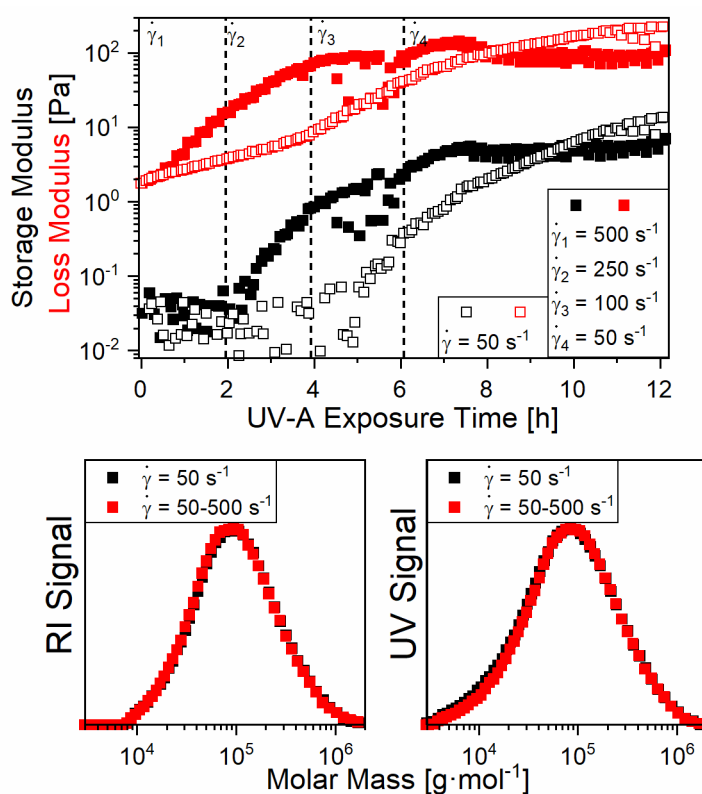 γ̇₁ γ̇₂ γ̇₃ γ̇₄
Storage Modulus
Loss Modulus [Pa]
10²
10¹
10⁰
10⁻¹
10⁻²
γ̇₁ = 500 s⁻¹
γ̇₂ = 250 s⁻¹
γ̇₃ = 100 s⁻¹
γ̇₄ = 50 s⁻¹
γ̇ = 50 s⁻¹
0 2 4 6 8 10 12
UV-A Exposure Time [h]
γ̇ = 50 s⁻¹
γ̇ = 50-500 s⁻¹
RI Signal
10⁴ 10⁵ 10⁶
γ̇ = 50 s⁻¹
γ̇ = 50-500 s⁻¹
UV Signal
10⁴ 10⁵ 10⁶
Molar Mass [g·mol⁻¹]